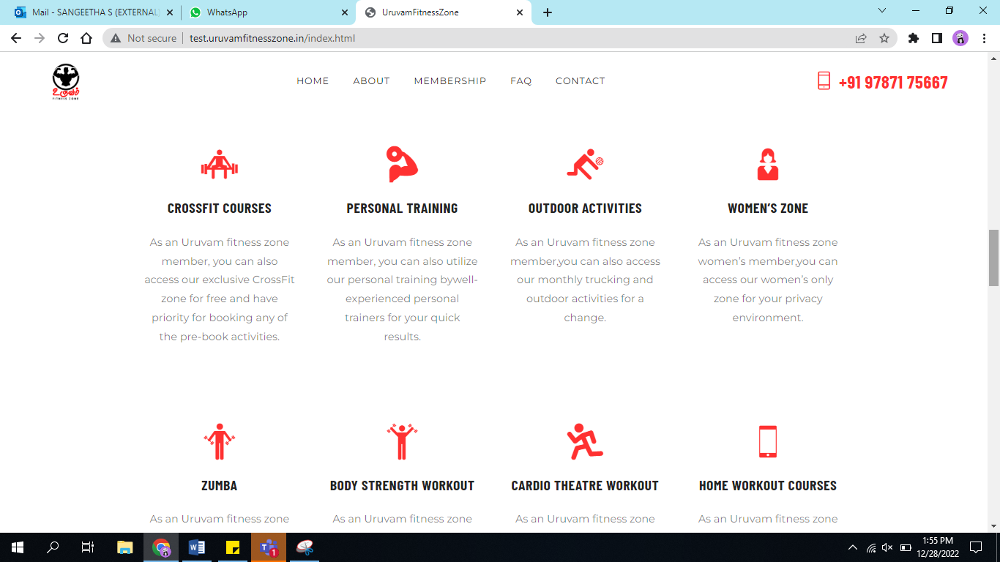 Mail - SANGEETHA S (EXTERNAL)
WhatsApp
UruvamFitnessZone
Not secure
test.uruvamfitnesszone.in/index.html
உருவம்
FITNESS ZONE
HOME ABOUT MEMBERSHIP FAQ CONTACT
+91 97871 75667
CROSSFIT COURSES
As an Uruvam fitness zone
member, you can also
access our exclusive CrossFit
zone for free and have
priority for booking any of
the pre-book activities.
PERSONAL TRAINING
As an Uruvam fitness zone
member, you can also utilize
our personal training bywell-
experienced personal
trainers for your quick
results.
OUTDOOR ACTIVITIES
As an Uruvam fitness zone
member,you can also access
our monthly trucking and
outdoor activities for a
change.
WOMEN'S ZONE
As an Uruvam fitness zone
women's member,you can
access our women's only
zone for your privacy
environment.
ZUMBA
As an Uruvam fitness zone
BODY STRENGTH WORKOUT
As an Uruvam fitness zone
CARDIO THEATRE WORKOUT
As an Uruvam fitness zone
HOME WORKOUT COURSES
As an Uruvam fitness zone
1
1:55 PM
12/28/2022